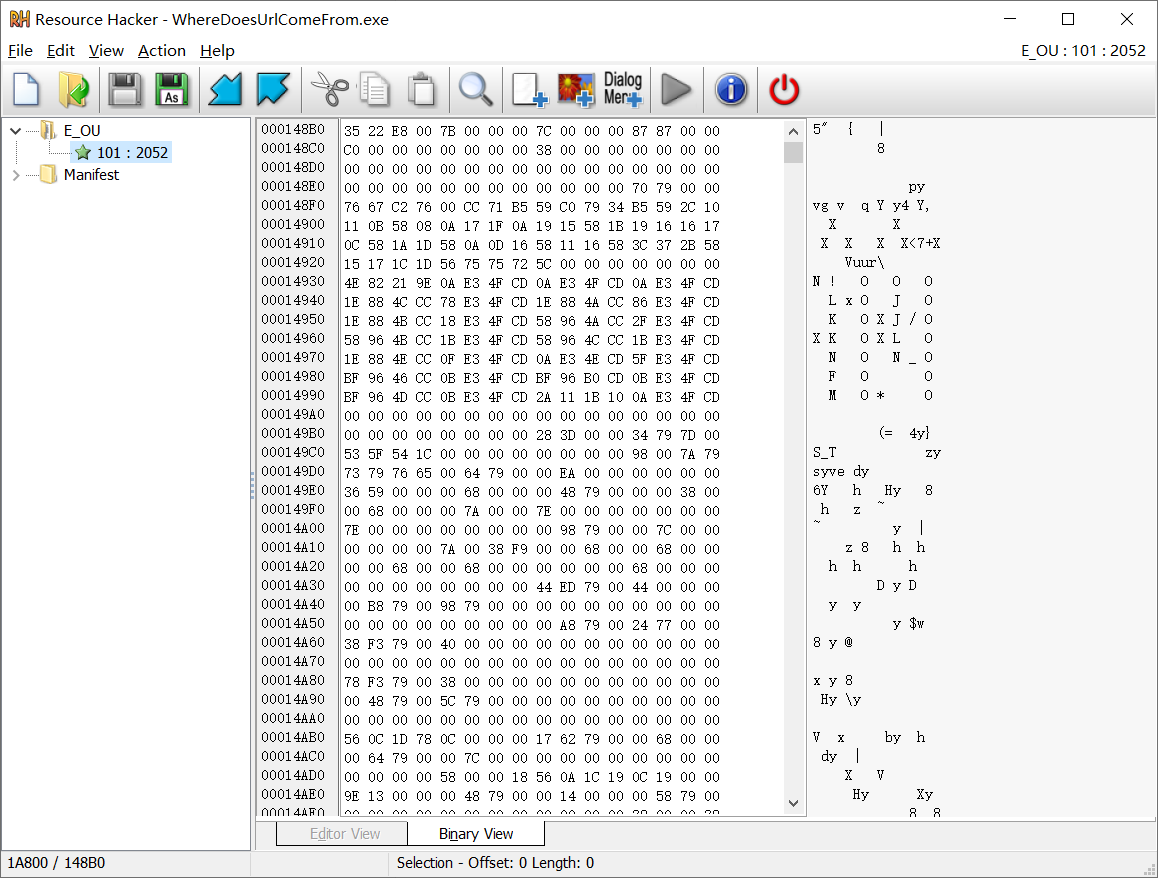 Resource Hacker - WhereDoesUrlComeFrom.exe
File Edit View Action Help E_OU : 101 : 2052
As
Dialog
Mer
E_OU
101 : 2052
Manifest
000148B0 35 22 E8 00 7B 00 00 00 7C 00 00 00 87 87 00 00 5" { |
000148C0 C0 00 00 00 00 00 00 00 38 00 00 00 00 00 00 00 8
000148D0 00 00 00 00 00 00 00 00 00 00 00 00 00 00 00 00
000148E0 00 00 00 00 00 00 00 00 00 00 00 00 70 79 00 00 py
000148F0 76 67 C2 76 00 CC 71 B5 59 C0 79 34 B5 59 2C 10 vg v q Y y4 Y,
00014900 11 0B 58 08 0A 17 1F 0A 19 15 58 1B 19 16 16 17 X X
00014910 0C 58 1A 1D 58 0A 0D 16 58 11 16 58 3C 37 2B 58 X X X X<7+X
00014920 15 17 1C 1D 56 75 75 72 5C 00 00 00 00 00 00 00 Vuur\
00014930 4E 82 21 9E 0A E3 4F CD 0A E3 4F CD 0A E3 4F CD N ! O O O
00014940 1E 88 4C CC 78 E3 4F CD 1E 88 4A CC 86 E3 4F CD L x O J O
00014950 1E 88 4B CC 18 E3 4F CD 58 96 4A CC 2F E3 4F CD K O X J / O
00014960 58 96 4B CC 1B E3 4F CD 58 96 4C CC 1B E3 4F CD X K O X L O
00014970 1E 88 4E CC 0F E3 4F CD 0A E3 4E CD 5F E3 4F CD N O N _ O
00014980 BF 96 46 CC 0B E3 4F CD BF 96 B0 CD 0B E3 4F CD F O O
00014990 BF 96 4D CC 0B E3 4F CD 2A 11 1B 10 0A E3 4F CD M O * O
000149A0 00 00 00 00 00 00 00 00 00 00 00 00 00 00 00 00
000149B0 00 00 00 00 00 00 00 00 28 3D 00 00 34 79 7D 00 (= 4y}
000149C0 53 5F 54 1C 00 00 00 00 00 00 00 00 98 00 7A 79 S_T zy
000149D0 73 79 76 65 00 64 79 00 00 EA 00 00 00 00 00 00 syve dy
000149E0 36 59 00 00 00 68 00 00 00 48 79 00 00 00 38 00 6Y h Hy 8
000149F0 00 68 00 00 00 7A 00 00 7E 00 00 00 00 00 00 00 h z ~
00014A00 7E 00 00 00 00 00 00 00 00 98 79 00 00 7C 00 00 ~ y |
00014A10 00 00 00 00 7A 00 38 F9 00 00 68 00 00 68 00 00 z 8 h h
00014A20 00 00 68 00 00 68 00 00 00 00 00 00 68 00 00 00 h h h
00014A30 00 00 00 00 00 00 00 00 44 ED 79 00 44 00 00 00 D y D
00014A40 00 B8 79 00 98 79 00 00 00 00 00 00 00 00 00 00 y y
00014A50 00 00 00 00 00 00 00 00 00 A8 79 00 24 77 00 00 y $w
00014A60 38 F3 79 00 40 00 00 00 00 00 00 00 00 00 00 00 8 y @
00014A70 00 00 00 00 00 00 00 00 00 00 00 00 00 00 00 00
00014A80 78 F3 79 00 38 00 00 00 00 00 00 00 00 00 00 00 x y 8
00014A90 00 48 79 00 5C 79 00 00 00 00 00 00 00 00 00 00 Hy \y
00014AA0 00 00 00 00 00 00 00 00 00 00 00 00 00 00 00 00
00014AB0 56 0C 1D 78 0C 00 00 00 17 62 79 00 00 68 00 00 V x by h
00014AC0 00 64 79 00 00 7C 00 00 00 00 00 00 00 00 00 00 dy |
00014AD0 00 00 00 00 58 00 00 18 56 0A 1C 19 0C 19 00 00 X V
00014AE0 9E 13 00 00 00 48 79 00 00 14 00 00 00 58 79 00 Hy Xy
00014AF0
Editor View Binary View
1A800 / 148B0 Selection - Offset: 0 Length: 0